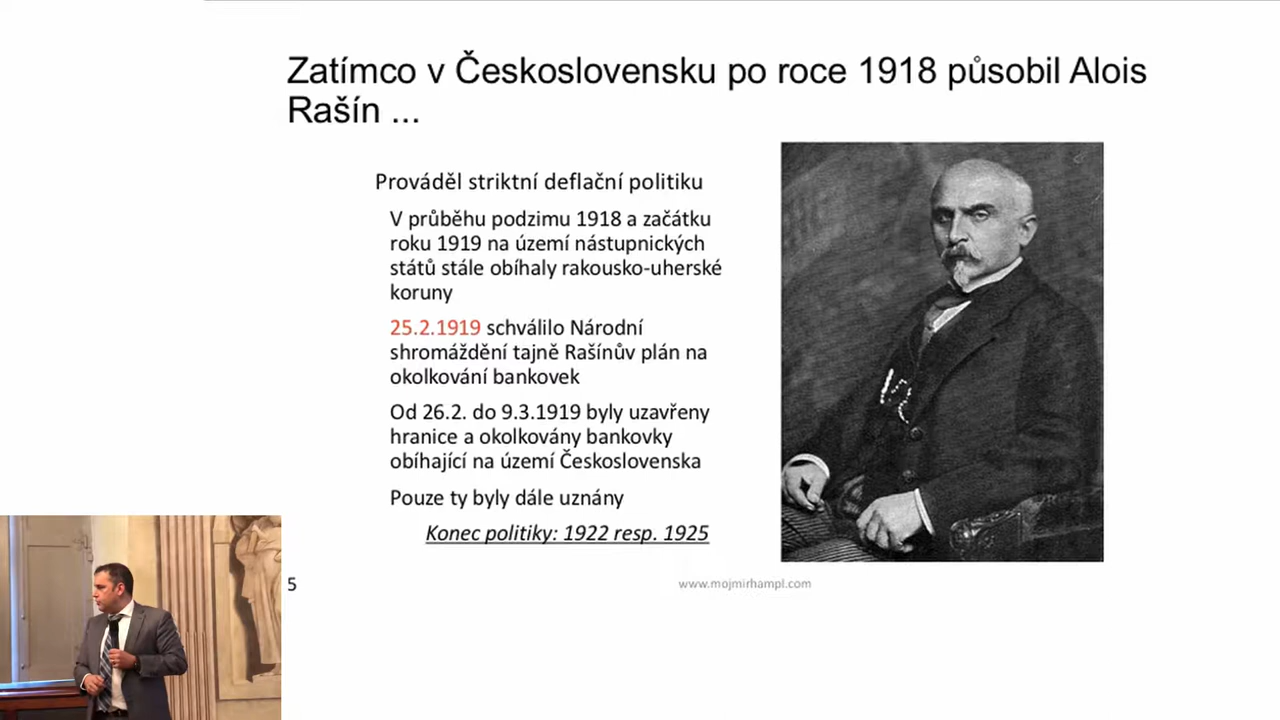 Zatímco v Československu po roce 1918 působil Alois
Rašín ...
Prováděl striktní deflační politiku
V průběhu podzimu 1918 a začátku
roku 1919 na území nástupnických
států stále obíhaly rakousko-uherské
koruny
25.2.1919 schválilo Národní
shromáždění tajně Rašínův plán na
okolkování bankovek
Od 26.2. do 9.3.1919 byly uzavřeny
hranice a okolkovány bankovky
obíhající na území Československa
Pouze ty byly dále uznány
Konec politiky: 1922 resp. 1925
5
www.mojmirhampl.com